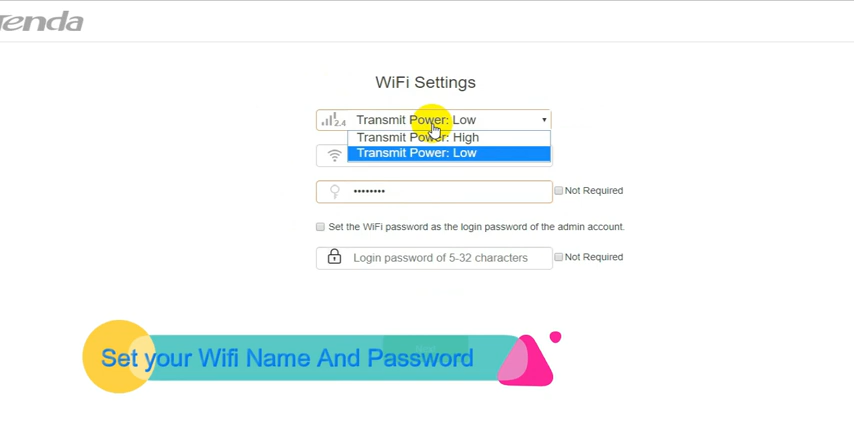 Tenda
WiFi Settings
2.4 Transmit Power: Low
Transmit Power: High
Transmit Power: Low
•••••••• Not Required
Set the WiFi password as the login password of the admin account.
Login password of 5-32 characters Not Required
Set your Wifi Name And Password